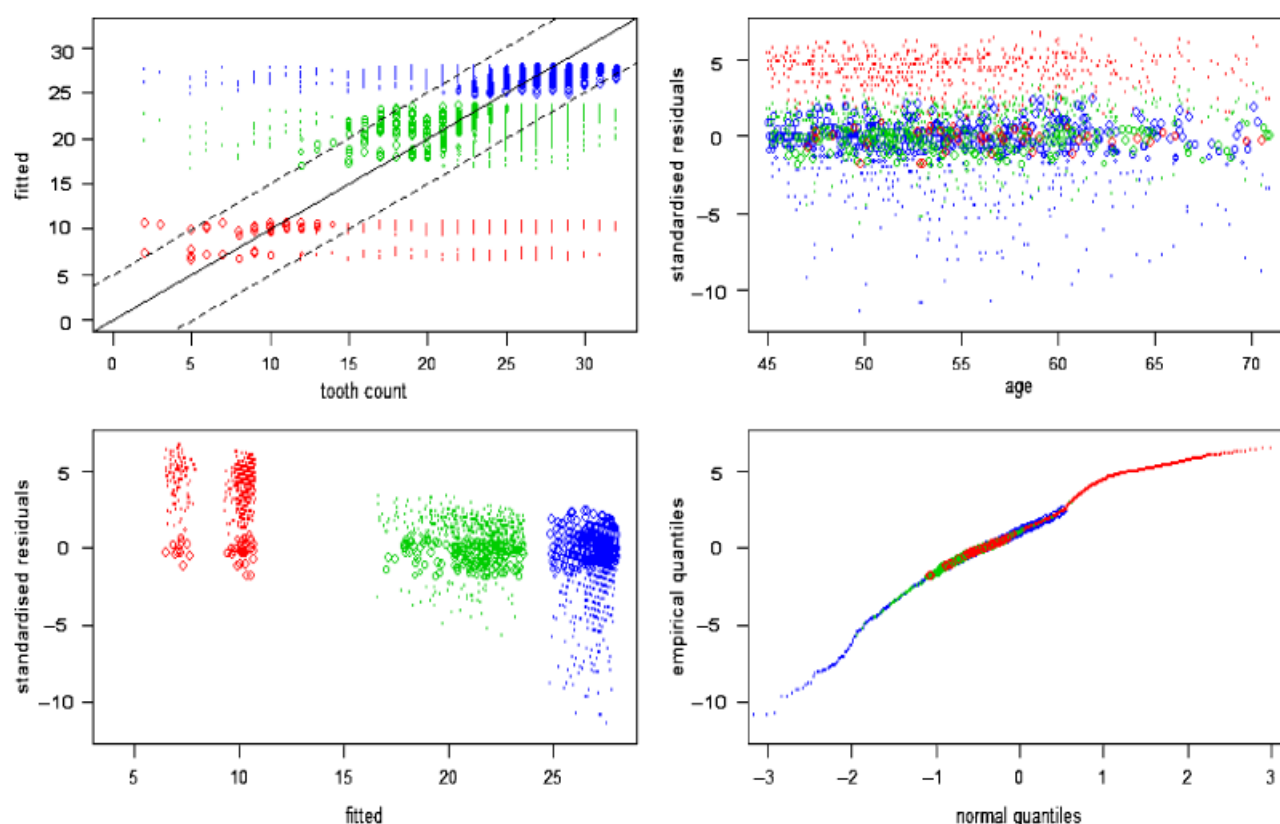 fitted
30
25
20
15
10
5
0
0 5 10 15 20 25 30
tooth count
standardised residuals
5
0
−5
−10
45 50 55 60 65 70
age
standardised residuals
5
0
−5
−10
5 10 15 20 25
fitted
empirical quantiles
5
0
−5
−10
−3 −2 −1 0 1 2 3
normal quantiles